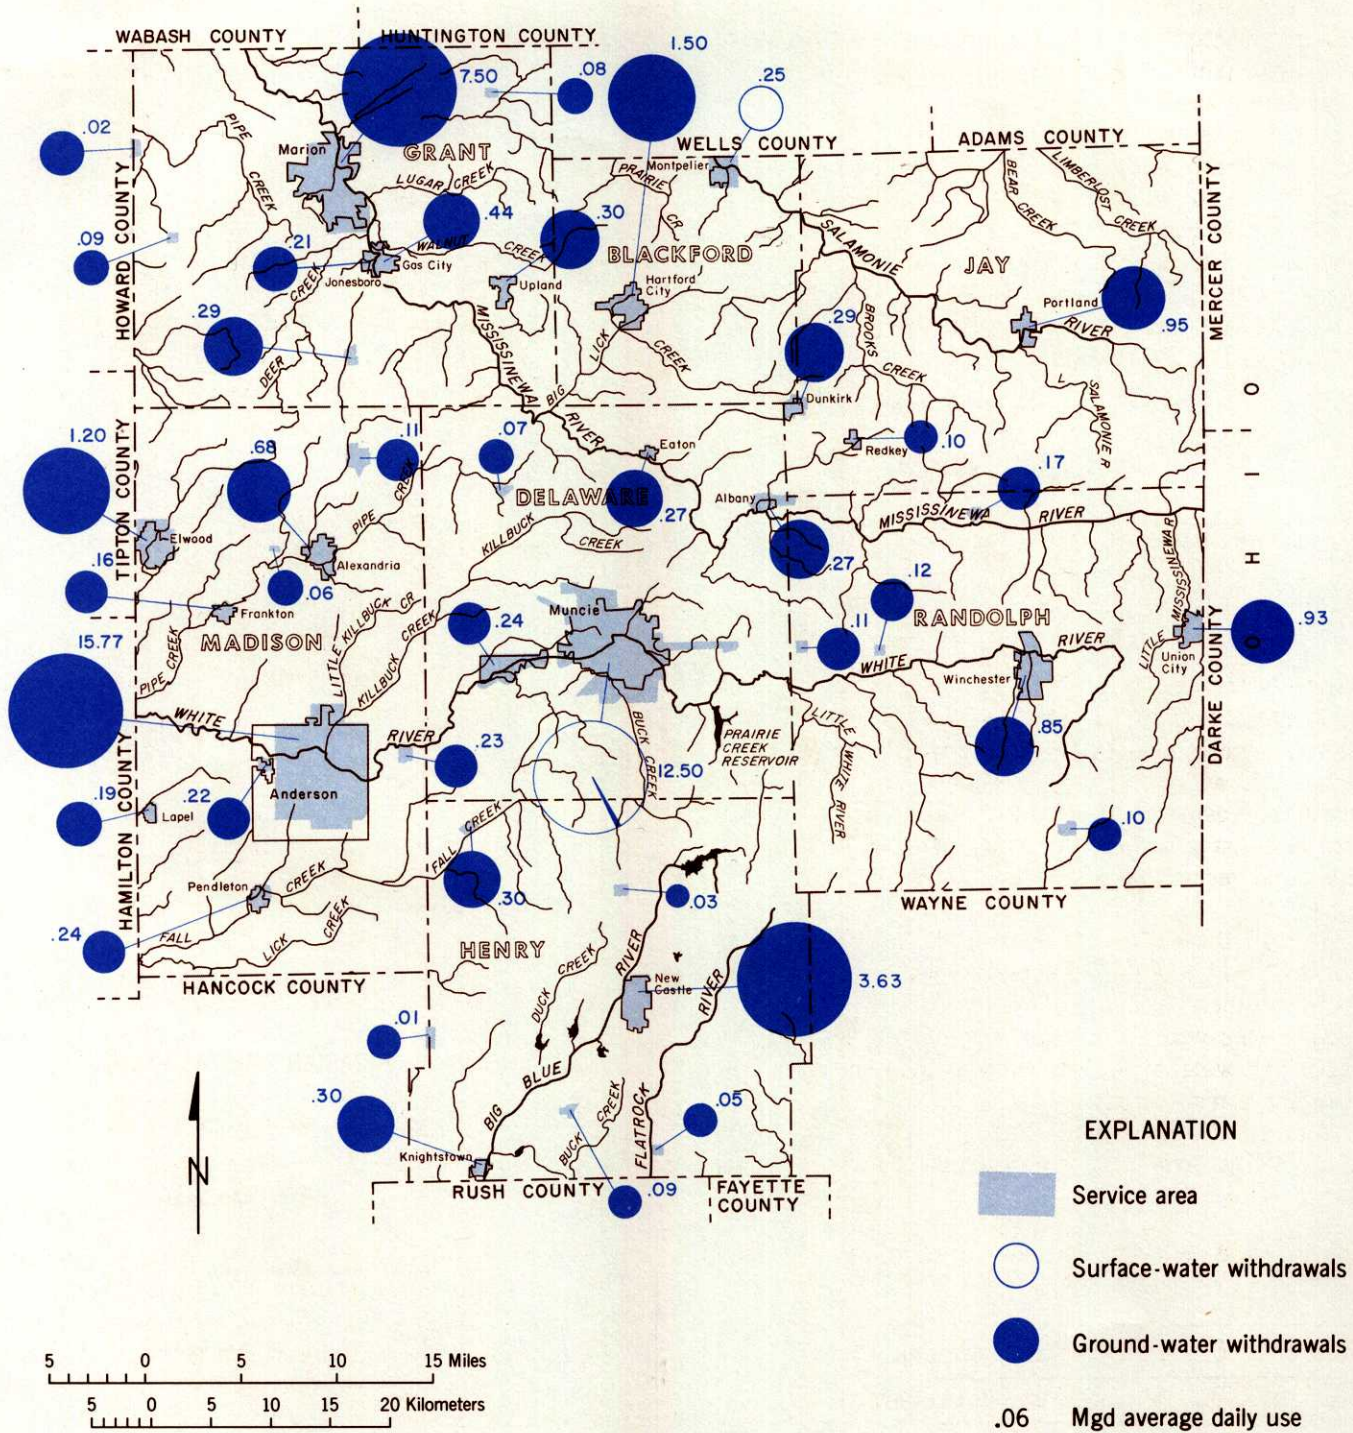 WABASH COUNTY
HUNTINGTON COUNTY
1.50
7.50
.08
.25
.02
PIPE
CREEK
Marion
GRANT
LUGAR CREEK
WELLS COUNTY
ADAMS COUNTY
Montpelier
PRAIRIE
CR.
BEAR
CREEK
LIMBERLOST
CREEK
HOWARD COUNTY
MERCER COUNTY
.09
.44
.30
.21
WALNUT
CREEK
Gas City
Jonesboro
CREEK
DEER
BLACKFORD
SALAMONIE
RIVER
JAY
Upland
Hartford
City
Portland
.95
.29
MISSISSINEWA
RIVER
BIG
LICK
CREEK
.29
BROOKS
CREEK
Dunkirk
L. SALAMONIE R
OHIO
1.20
TIPTON COUNTY
.68
.11
.07
Eaton
.10
Redkey
.17
PIPE
CREEK
DELAWARE
.27
Albany
MISSISSINEWA
RIVER
Elwood
KILLBUCK
CREEK
Alexandria
.27
.16
.06
Frankton
.12
RANDOLPH
LITTLE MISSISSINEWA R
.93
MADISON
LITTLE KILLBUCK CR
KILLBUCK CREEK
.24
Muncie
.11
15.77
PIPE CREEK
WHITE
RIVER
Winchester
Union
City
DARKE COUNTY
WHITE
RIVER
.23
BUCK CREEK
12.50
PRAIRIE
CREEK
RESERVOIR
LITTLE WHITE RIVER
.85
HAMILTON COUNTY
.19
Lapel
.22
Anderson
.10
FALL
CREEK
Pendleton
CREEK
.30
.03
WAYNE COUNTY
.24
FALL
LICK
CREEK
HENRY
DUCK CREEK
RIVER
New
Castle
RIVER
3.63
HANCOCK COUNTY
.01
BIG
BLUE
.30
BUCK
CREEK
FLATROCK
.05
N
Knightstown
RUSH COUNTY
.09
FAYETTE
COUNTY
EXPLANATION
Service area
Surface-water withdrawals
Ground-water withdrawals
.06 Mgd average daily use
5 0 5 10 15 Miles
5 0 5 10 15 20 Kilometers